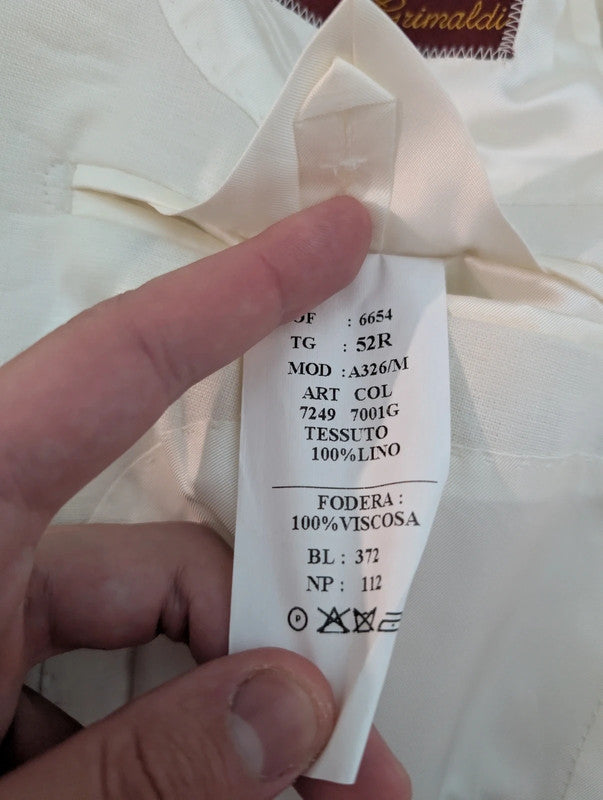 Grimaldi
OF : 6654
TG : 52R
MOD : A326/M
ART COL
7249 7001G
TESSUTO
100%LINO
FODERA :
100%VISCOSA
BL : 372
NP : 112
P